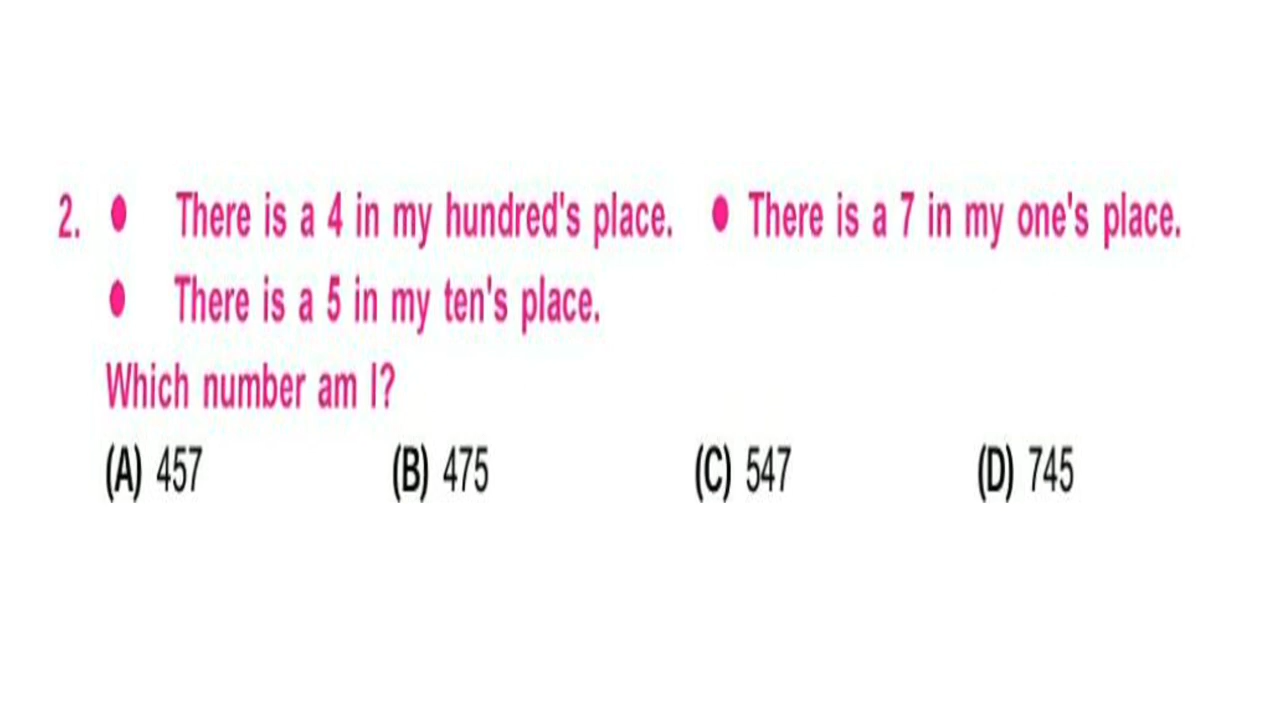 2. • There is a 4 in my hundred's place. • There is a 7 in my one's place.
• There is a 5 in my ten's place.
Which number am I?
(A) 457 (B) 475 (C) 547 (D) 745